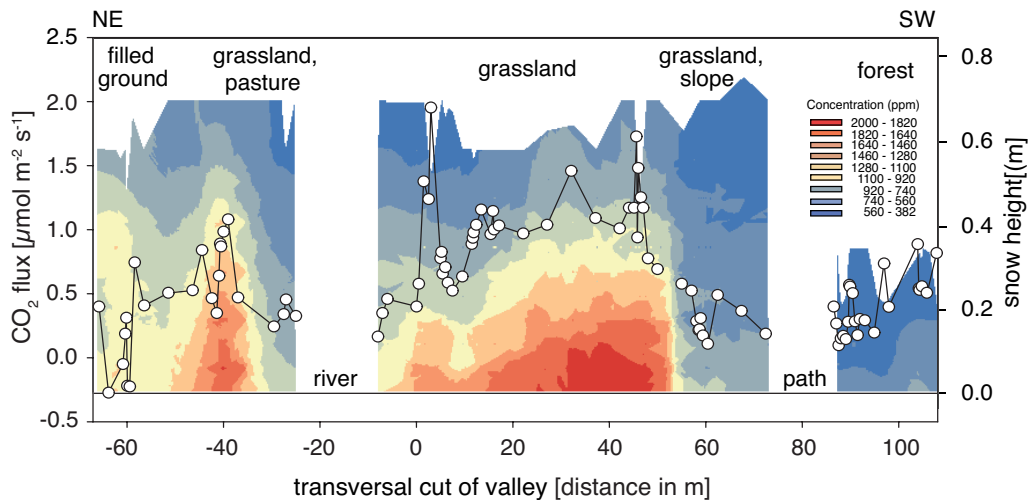 NE
SW
filled
ground
grassland,
pasture
grassland
grassland,
slope
forest
river
path
CO2 flux [µmol m-2 s-1]
2.5
2.0
1.5
1.0
0.5
0.0
-0.5
snow height[(m)
0.8
0.6
0.4
0.2
0.0
Concentration (ppm)
2000 - 1820
1820 - 1640
1640 - 1460
1460 - 1280
1280 - 1100
1100 - 920
920 - 740
740 - 560
560 - 382
-60
-40
-20
0
20
40
60
80
100
transversal cut of valley [distance in m]